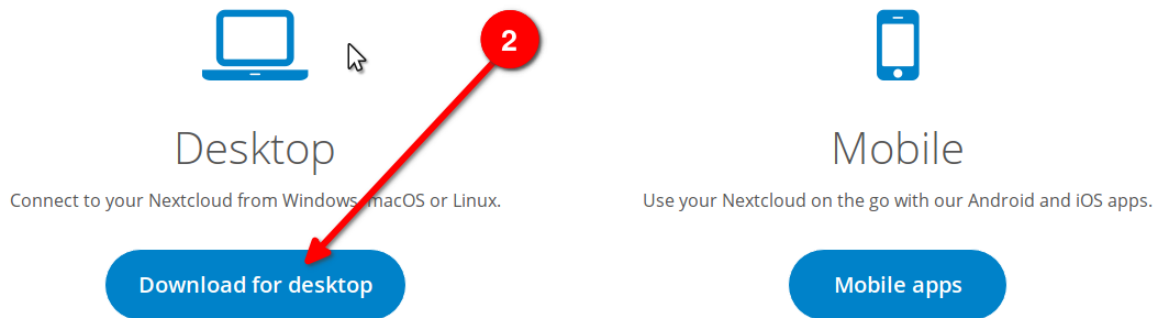 2
Desktop
Connect to your Nextcloud from Windows, macOS or Linux.
Download for desktop
Mobile
Use your Nextcloud on the go with our Android and iOS apps.
Mobile apps